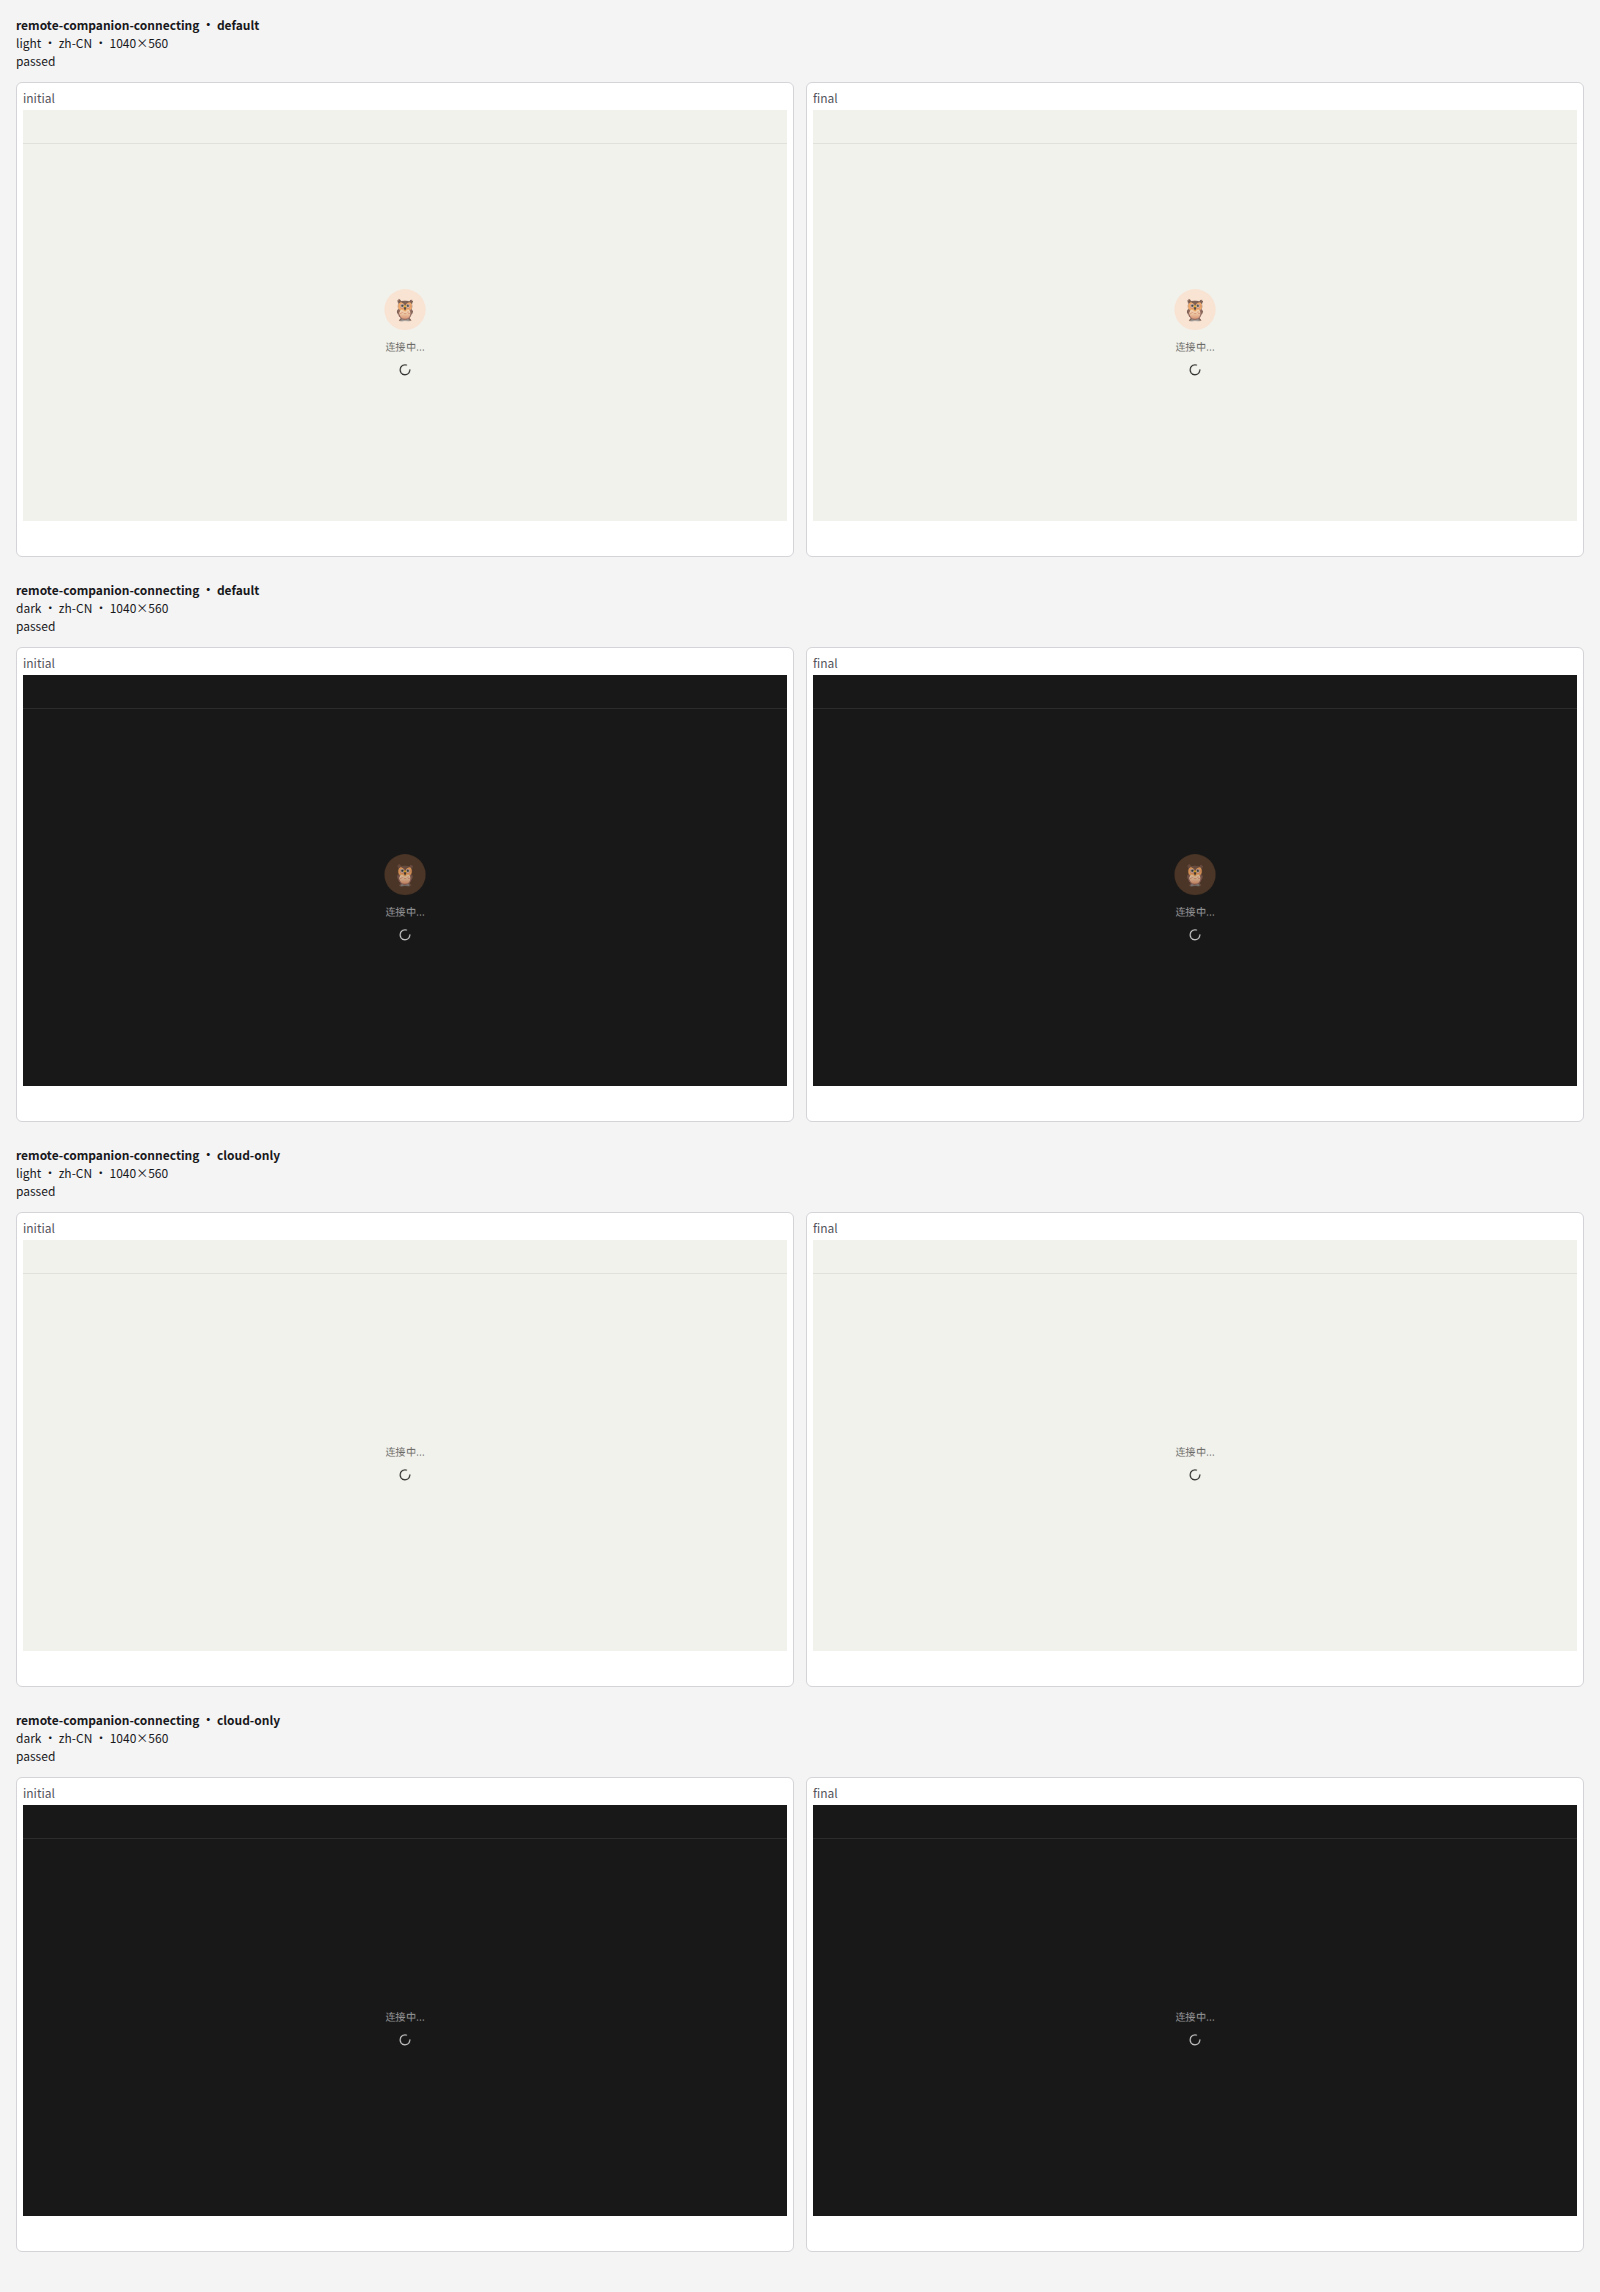 remote-companion-connecting • default
light • zh-CN • 1040×560
passed
initial
final
连接中...
连接中...
remote-companion-connecting • default
dark • zh-CN • 1040×560
passed
initial
final
连接中...
连接中...
remote-companion-connecting • cloud-only
light • zh-CN • 1040×560
passed
initial
final
连接中...
连接中...
remote-companion-connecting • cloud-only
dark • zh-CN • 1040×560
passed
initial
final
连接中...
连接中...